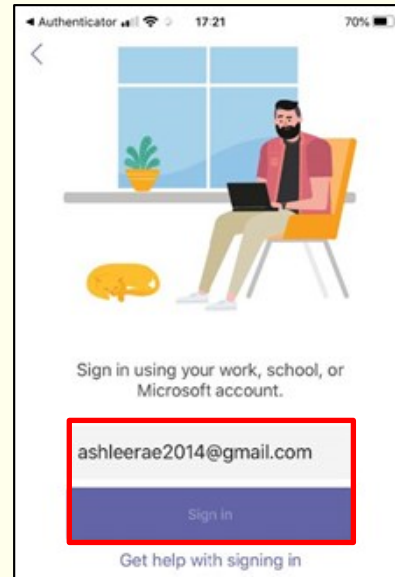 ◀ Authenticator 17:21 70%
Sign in using your work, school, or
Microsoft account.
ashleerae2014@gmail.com
Sign in
Get help with signing in